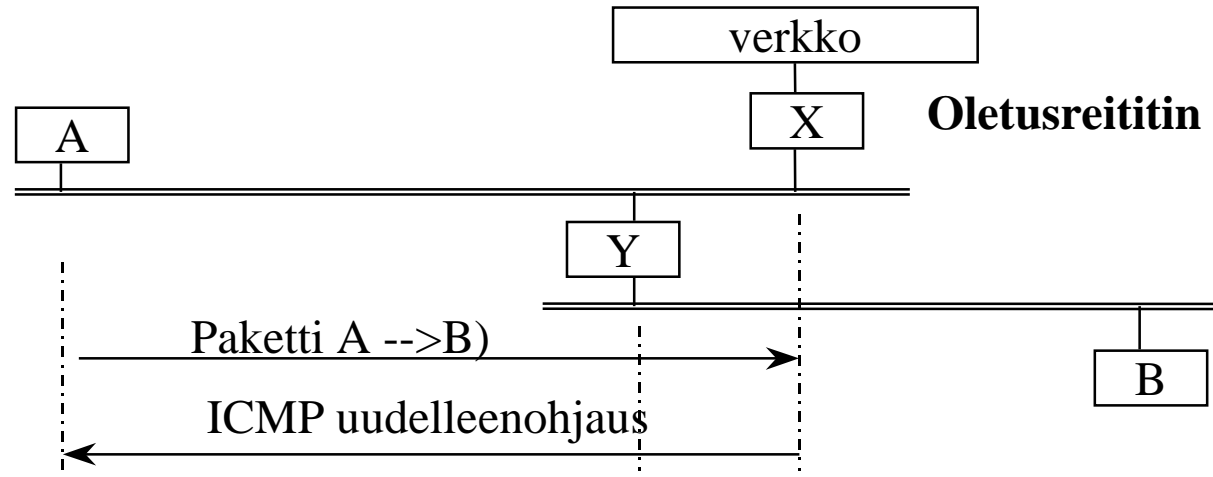 verkko
A
X
Oletusreititin
Y
Paketti A -->B)
B
ICMP uudelleenohjaus